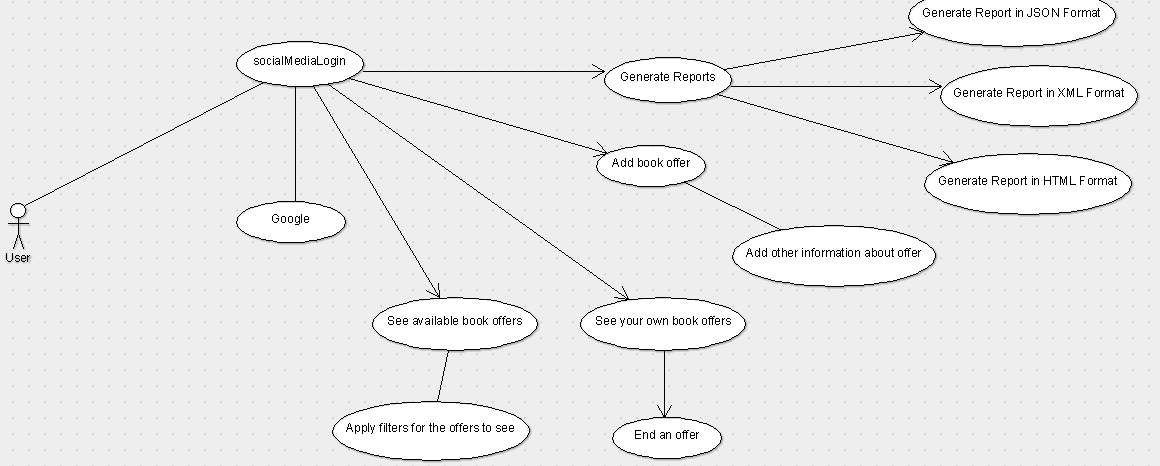 Generate Report in JSON Format
socialMediaLogin
Generate Reports
Generate Report in XML Format
Add book offer
Generate Report in HTML Format
Google
User
Add other information about offer
See available book offers
See your own book offers
Apply filters for the offers to see
End an offer